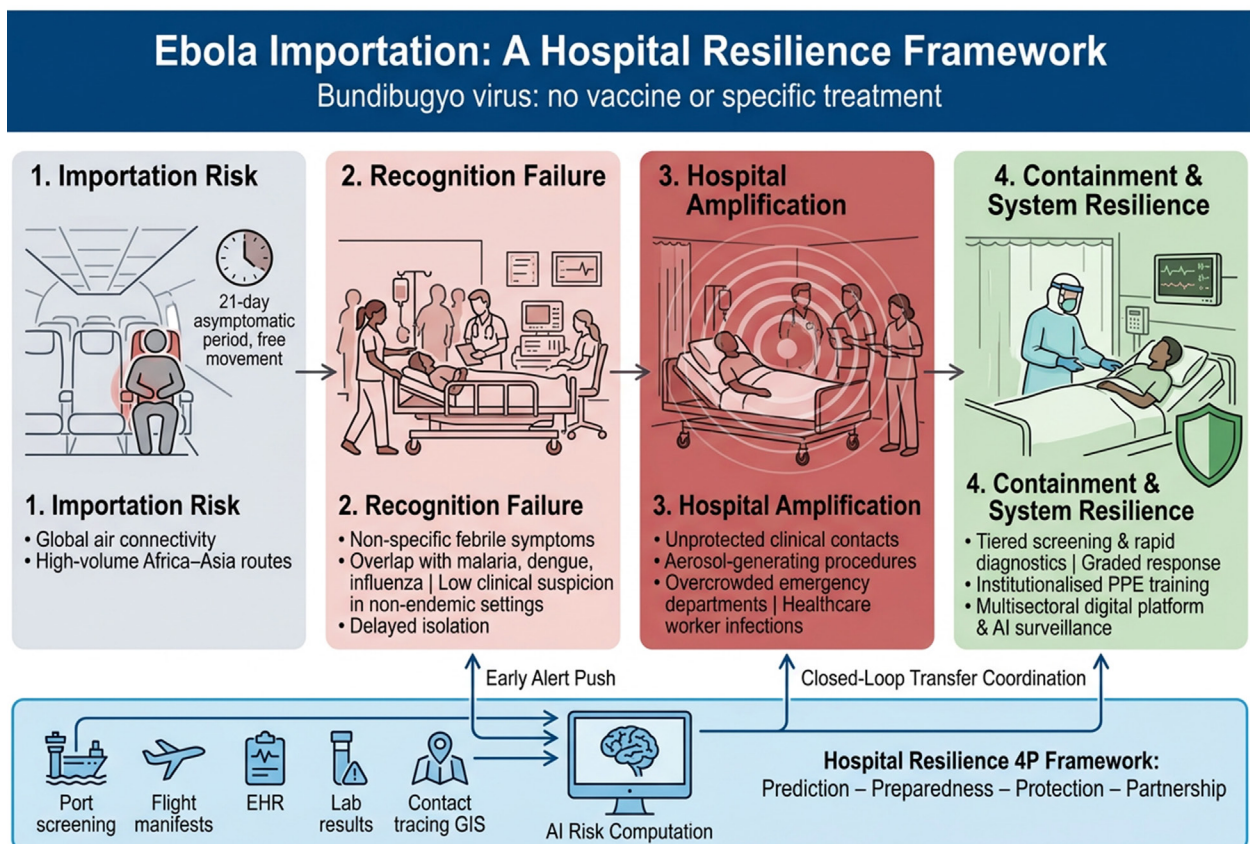 Ebola Importation: A Hospital Resilience Framework
Bundibugyo virus: no vaccine or specific treatment
1. Importation Risk
21-day
asymptomatic
period, free
movement
1. Importation Risk
• Global air connectivity
• High-volume Africa–Asia routes
2. Recognition Failure
2. Recognition Failure
• Non-specific febrile symptoms
• Overlap with malaria, dengue,
influenza | Low clinical suspicion
in non-endemic settings
• Delayed isolation
3. Hospital
Amplification
3. Hospital Amplification
• Unprotected clinical contacts
• Aerosol-generating procedures
• Overcrowded emergency
departments | Healthcare
worker infections
4. Containment &
System Resilience
4. Containment &
System Resilience
• Tiered screening & rapid
diagnostics | Graded response
• Institutionalised PPE training
• Multisectoral digital platform
& AI surveillance
Early Alert Push
Closed-Loop Transfer Coordination
Port
screening
Flight
manifests
EHR
Lab
results
Contact
tracing GIS
AI Risk Computation
Hospital Resilience 4P Framework:
Prediction – Preparedness – Protection – Partnership